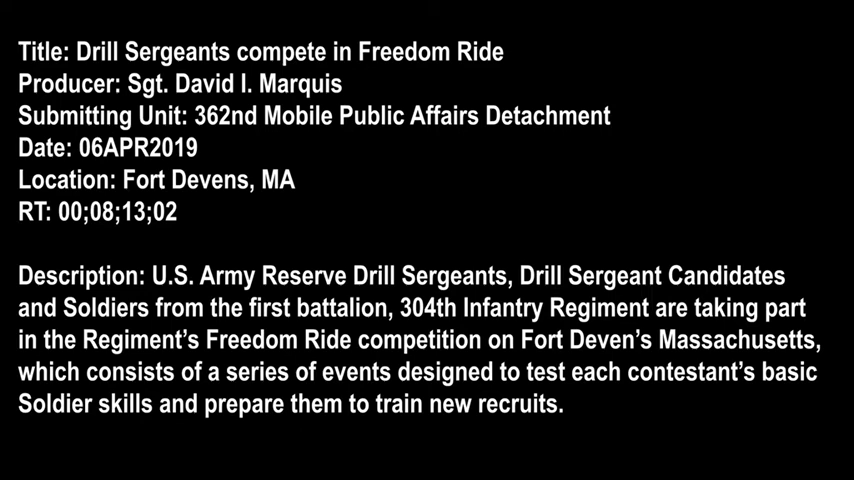 Title: Drill Sergeants compete in Freedom Ride
Producer: Sgt. David I. Marquis
Submitting Unit: 362nd Mobile Public Affairs Detachment
Date: 06APR2019
Location: Fort Devens, MA
RT: 00;08;13;02
Description: U.S. Army Reserve Drill Sergeants, Drill Sergeant Candidates
and Soldiers from the first battalion, 304th Infantry Regiment are taking part
in the Regiment's Freedom Ride competition on Fort Deven's Massachusetts,
which consists of a series of events designed to test each contestant's basic
Soldier skills and prepare them to train new recruits.